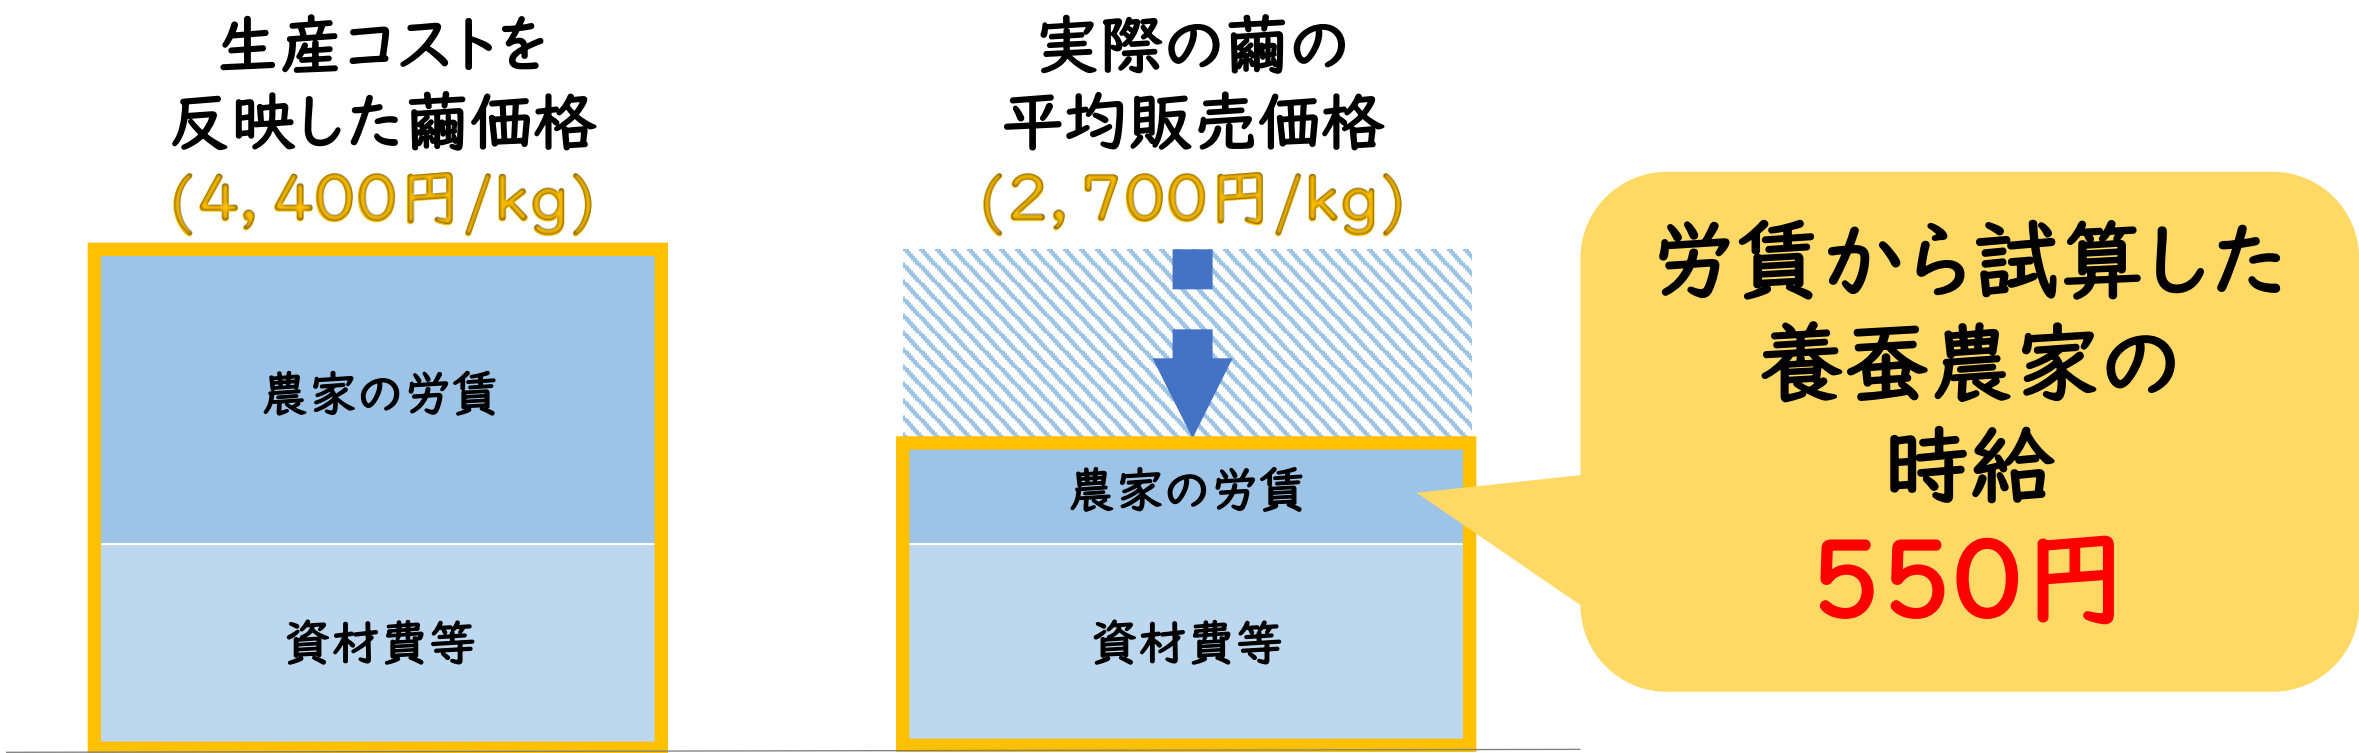 生産コストを
反映した繭価格
(4,400円/kg)
農家の労賃
資材費等
実際の繭の
平均販売価格
(2,700円/kg)
農家の労賃
資材費等
労賃から試算した
養蚕農家の
時給
550円